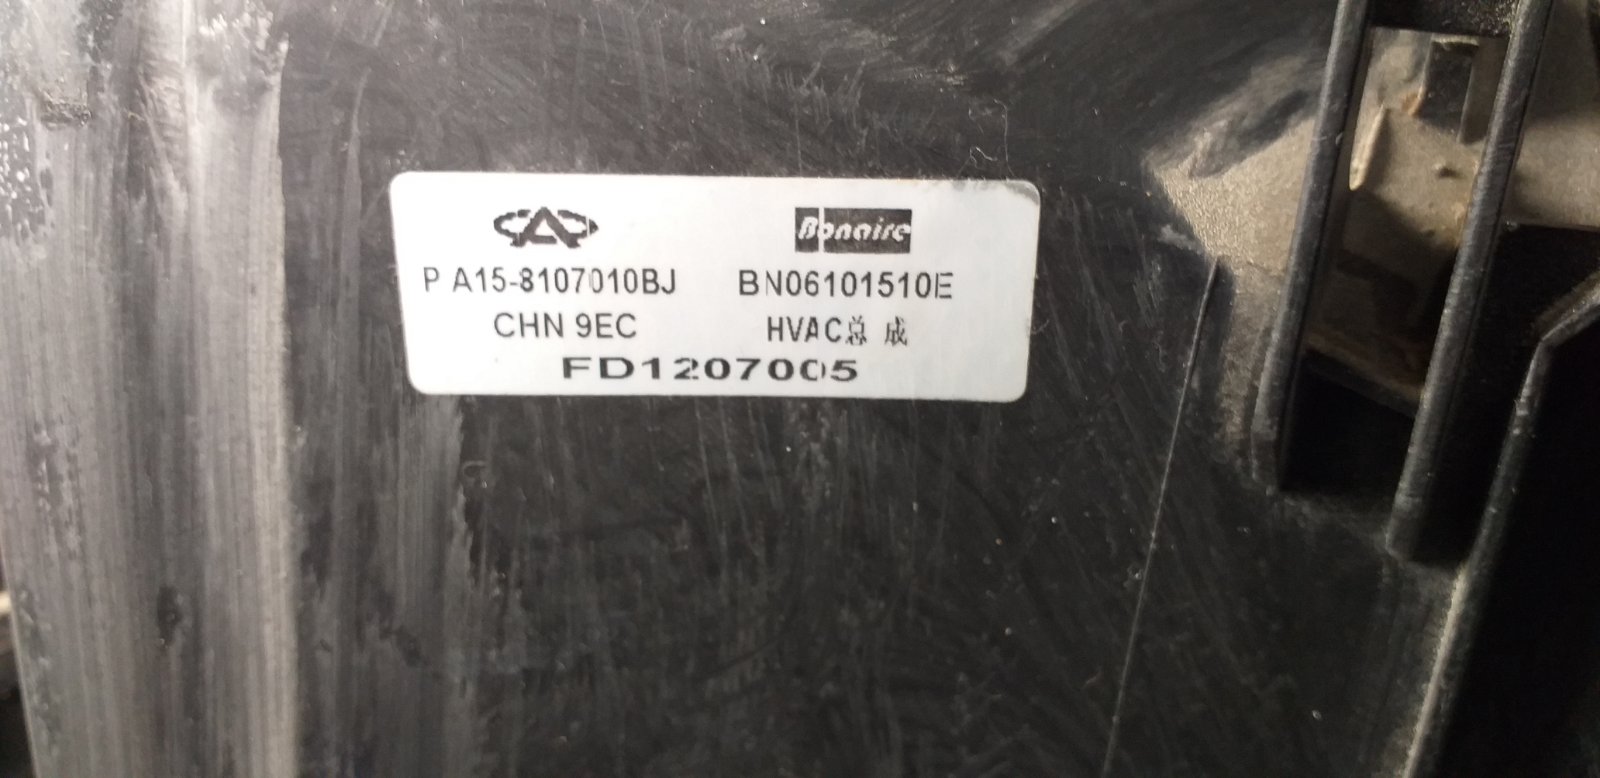 Bonaire
P A15-8107010BJ BN06101510E
CHN 9EC HVAC总成
FD1207005